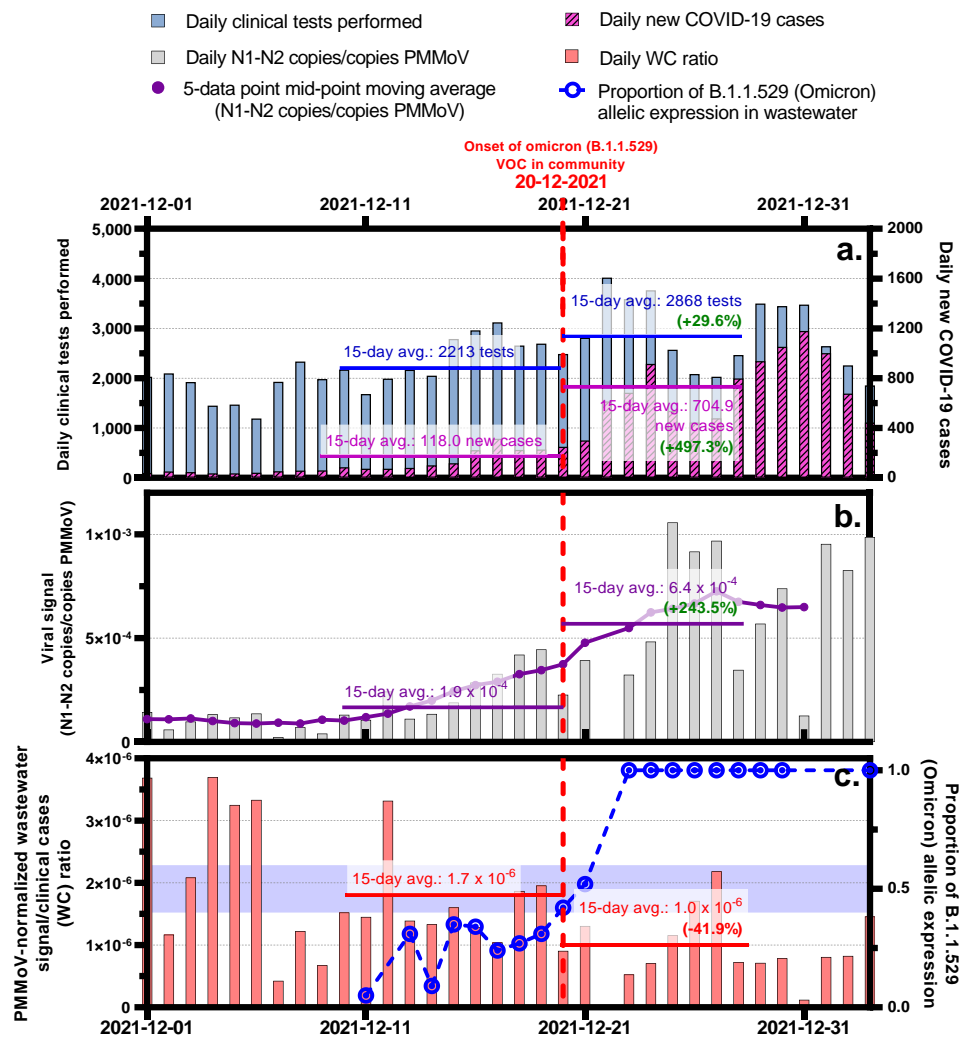 Daily clinical tests performed
Daily new COVID-19 cases
Daily N1-N2 copies/copies PMMoV
Daily WC ratio
5-data point mid-point moving average
(N1-N2 copies/copies PMMoV)
Proportion of B.1.1.529 (Omicron)
allelic expression in wastewater
Onset of omicron (B.1.1.529)
VOC in community
20-12-2021
2021-12-01
2021-12-11
2021-12-21
2021-12-31
a.
Daily clinical tests performed
5,000
4,000
3,000
2,000
1,000
0
15-day avg.: 2213 tests
15-day avg.: 118.0 new cases
15-day avg.: 2868 tests
(+29.6%)
15-day avg.: 704.9
new cases
(+497.3%)
2000
1600
1200
800
400
0
Daily new COVID-19 cases
b.
Viral signal
(N1-N2 copies/copies PMMoV)
1×10⁻³
5×10⁻⁴
0
15-day avg.: 1.9 x 10⁻⁴
15-day avg.: 6.4 x 10⁻⁴
(+243.5%)
c.
PMMoV-normalized wastewater
signal/clinical cases
(WC) ratio
4×10⁻⁶
3×10⁻⁶
2×10⁻⁶
1×10⁻⁶
0
15-day avg.: 1.7 x 10⁻⁶
15-day avg.: 1.0 x 10⁻⁶
(-41.9%)
1.0
0.5
0.0
Proportion of B.1.1.529
(Omicron) allelic expression
2021-12-01
2021-12-11
2021-12-21
2021-12-31